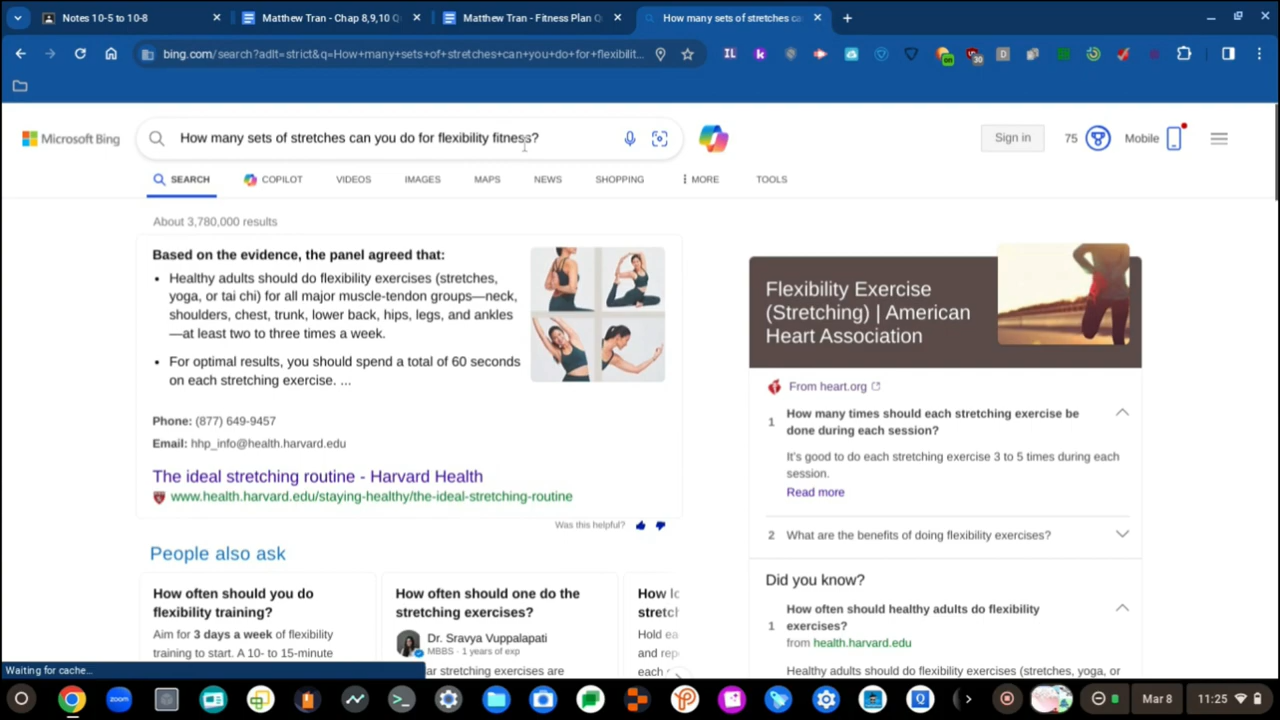 Notes 10-5 to 10-8
Matthew Tran - Chap 8,9,10 Q
Matthew Tran - Fitness Plan Q
How many sets of stretches ca
bing.com/search?adlt=strict&q=How+many+sets+of+stretches+can+you+do+for+flexibilit...
Microsoft Bing
How many sets of stretches can you do for flexibility fitness?
Sign in
75
Mobile
SEARCH
COPILOT
VIDEOS
IMAGES
MAPS
NEWS
SHOPPING
MORE
TOOLS
About 3,780,000 results
Based on the evidence, the panel agreed that:
• Healthy adults should do flexibility exercises (stretches,
yoga, or tai chi) for all major muscle-tendon groups—neck,
shoulders, chest, trunk, lower back, hips, legs, and ankles
—at least two to three times a week.
• For optimal results, you should spend a total of 60 seconds
on each stretching exercise. ...
Phone: (877) 649-9457
Email: hhp_info@health.harvard.edu
The ideal stretching routine - Harvard Health
www.health.harvard.edu/staying-healthy/the-ideal-stretching-routine
Was this helpful?
People also ask
How often should you do
flexibility training?
Aim for 3 days a week of flexibility
training to start. A 10- to 15-minute
How often should one do the
stretching exercises?
Dr. Sravya Vuppalapati
MBBS · 1 years of exp
ar stretching exercises are
How lo
stretch
Hold ea
and rep
each
Flexibility Exercise
(Stretching) | American
Heart Association
From heart.org
1 How many times should each stretching exercise be
done during each session?
It's good to do each stretching exercise 3 to 5 times during each
session.
Read more
2 What are the benefits of doing flexibility exercises?
Did you know?
1 How often should healthy adults do flexibility
exercises?
from health.harvard.edu
Healthy adults should do flexibility exercises (stretches, yoga, or
Waiting for cache...
zoom
Mar 8
11:25